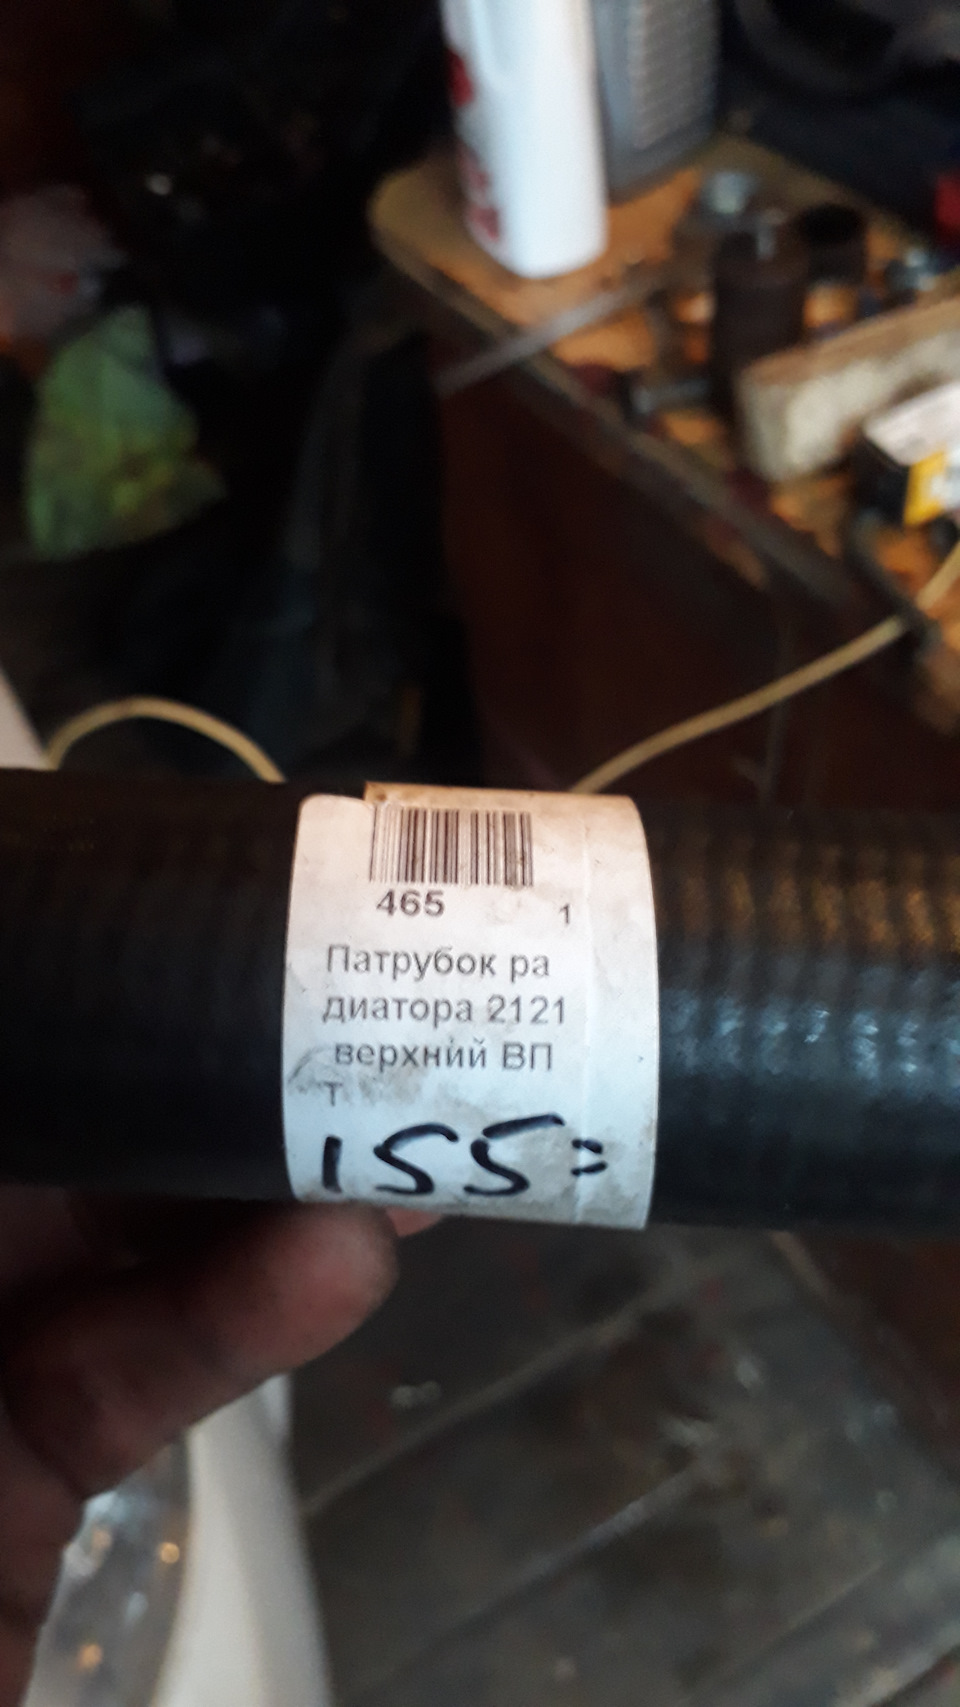 465 1
Патрубок ра
диатора 2121
верхний ВП
т
155=